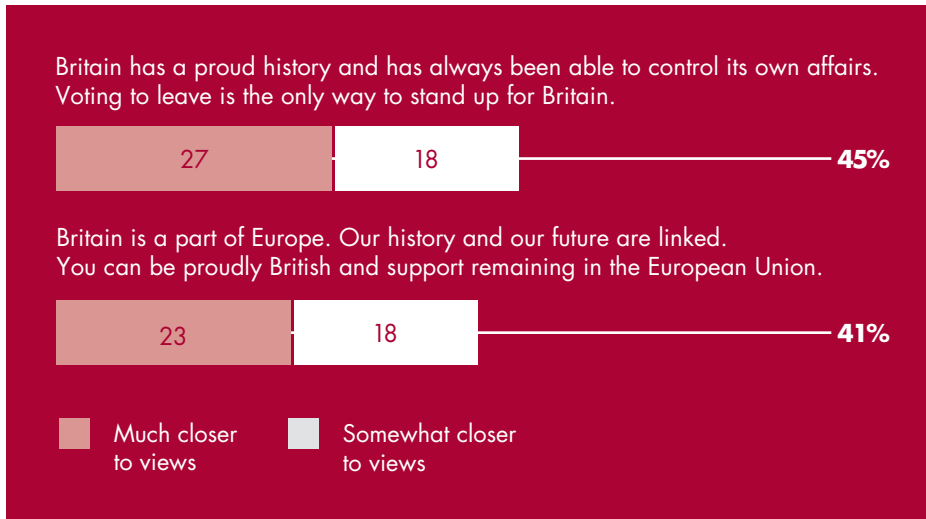 Britain has a proud history and has always been able to control its own affairs.
Voting to leave is the only way to stand up for Britain.
27 18 45%
Britain is a part of Europe. Our history and our future are linked.
You can be proudly British and support remaining in the European Union.
23 18 41%
Much closer
to views
Somewhat closer
to views